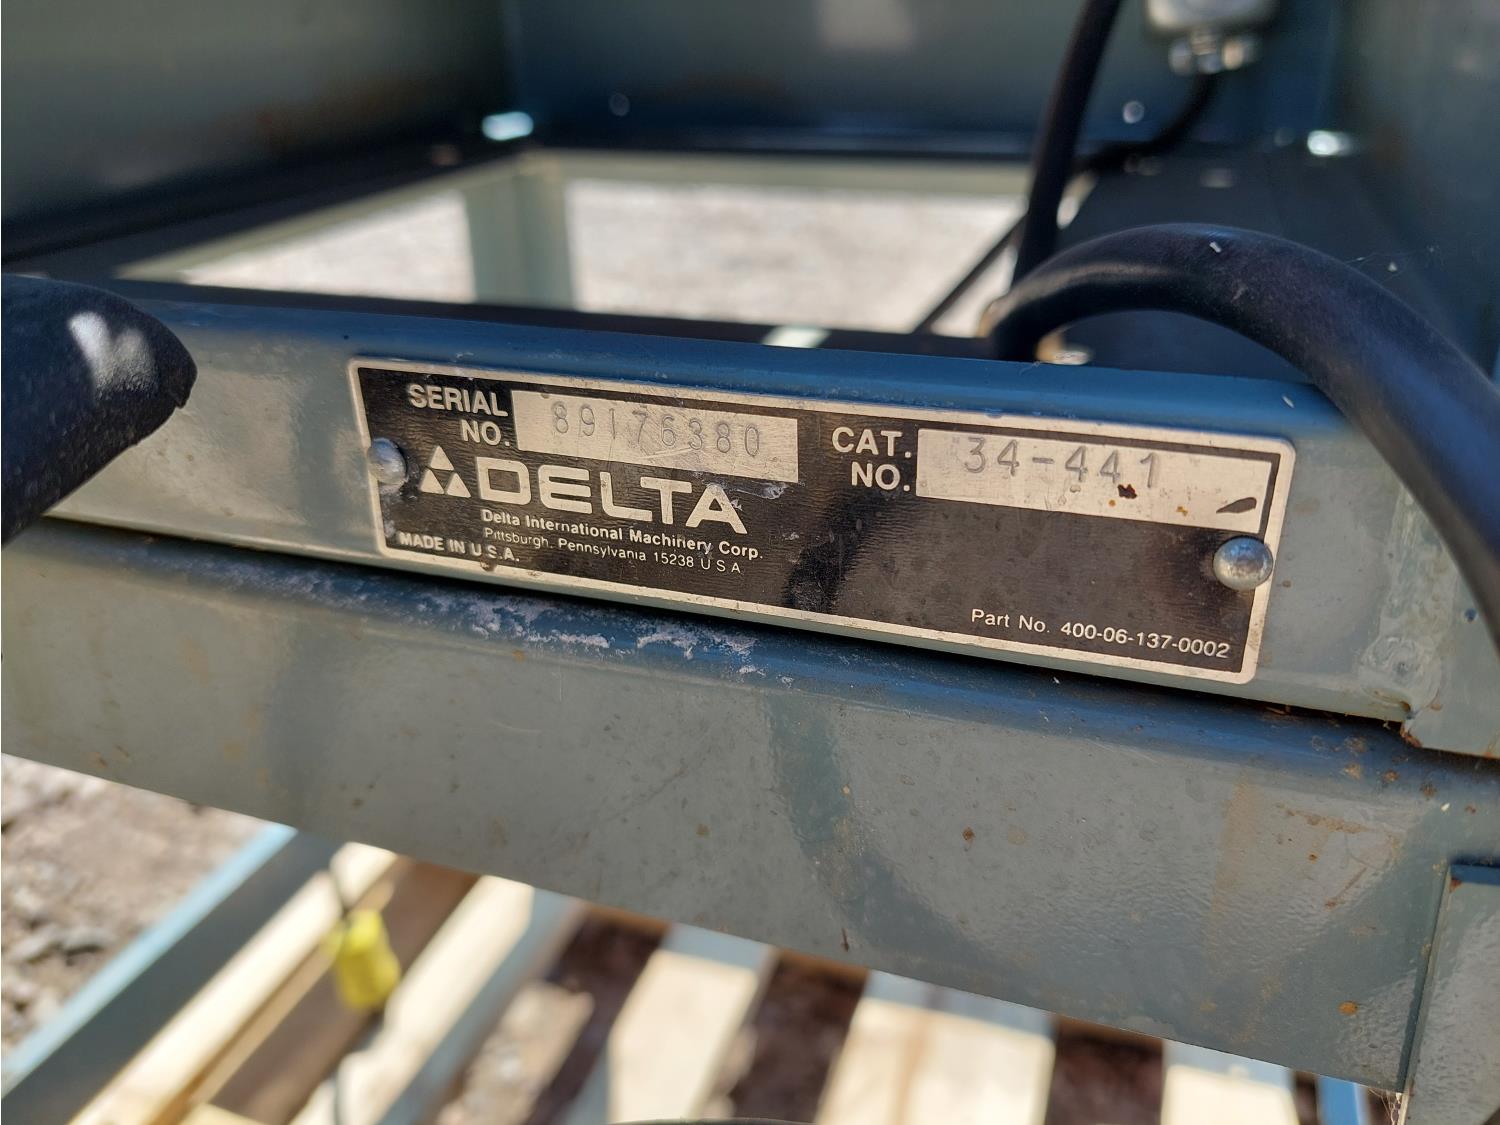 SERIAL NO. 89176380
CAT. NO. 34-441
DELTA
Delta International Machinery Corp.
Pittsburgh, Pennsylvania 15238 U S A
MADE IN U.S.A.
Part No. 400-06-137-0002